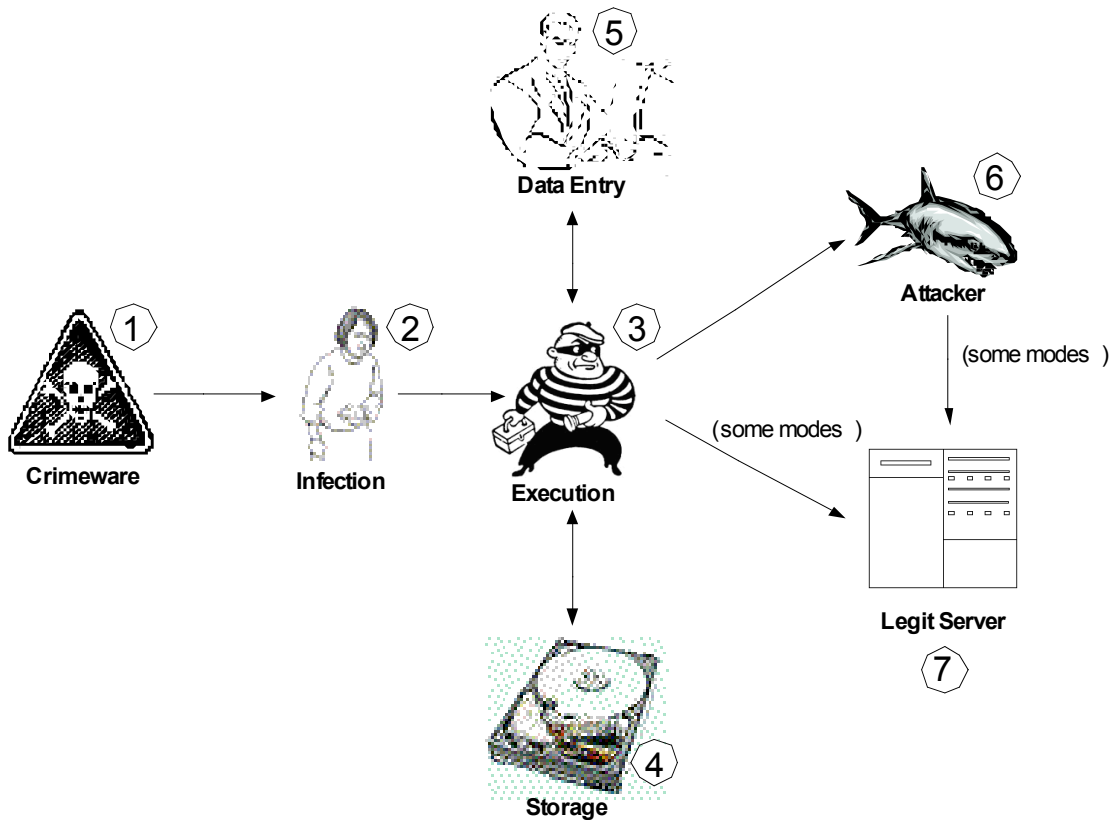 5
Data Entry
6
Attacker
(some modes )
1
Crimeware
2
Infection
3
Execution
(some modes )
Legit Server
7
4
Storage